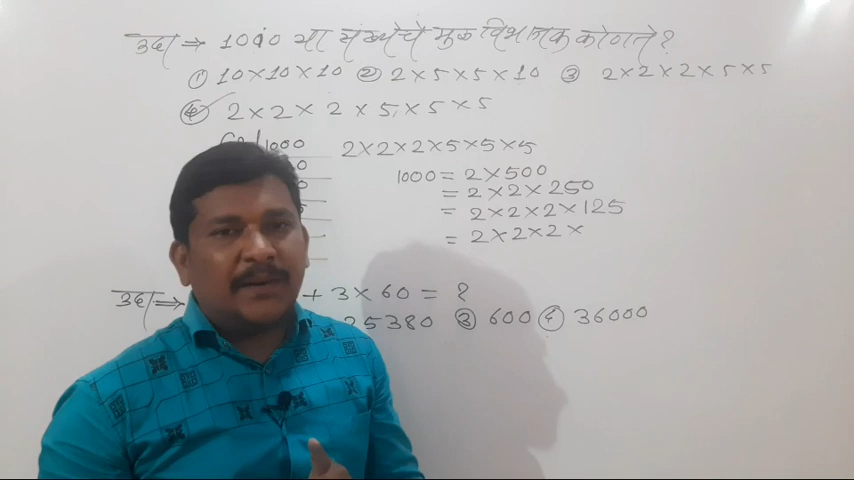 उदा ⇒ 1000 या संख्येचे मुळ विभाजक कोणते?
① 10×10×10 ② 2×5×5×10 ③ 2×2×2×5×5
④ 2×2×2×5×5×5
1000 2×2×2×5×5×5
1000 = 2×500
= 2×2×250
= 2×2×2×125
= 2×2×2×
उदा ⇒ + 3×60 = ?
25380 ③ 600 ④ 36000